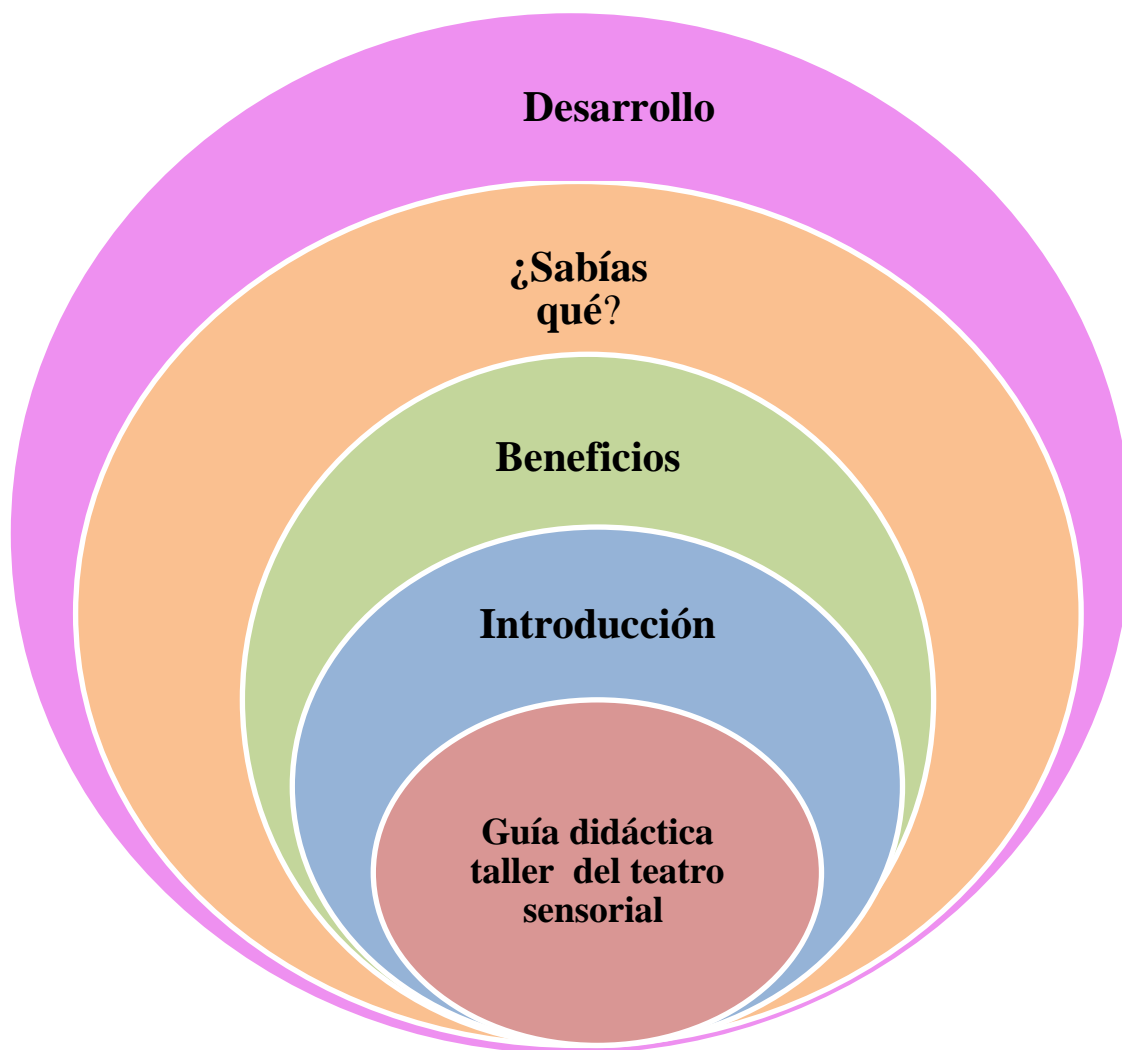 Desarrollo
¿Sabías
qué?
Beneficios
Introducción
Guía didáctica
taller  del teatro
sensorial